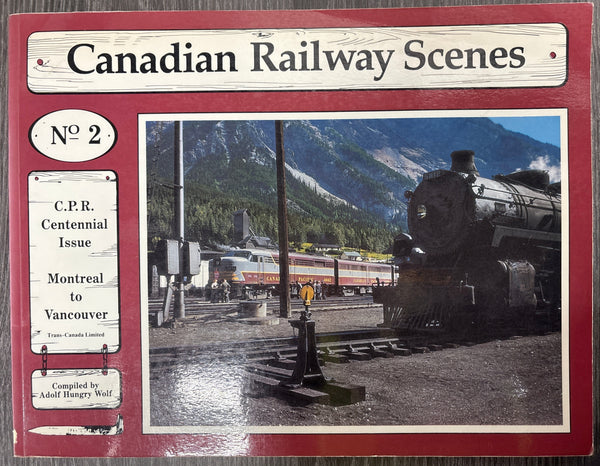 Canadian Railway Scenes
Nº 2
C.P.R.
Centennial
Issue
Montreal
to
Vancouver
Trans-Canada Limited
Compiled by
Adolf Hungry Wolf